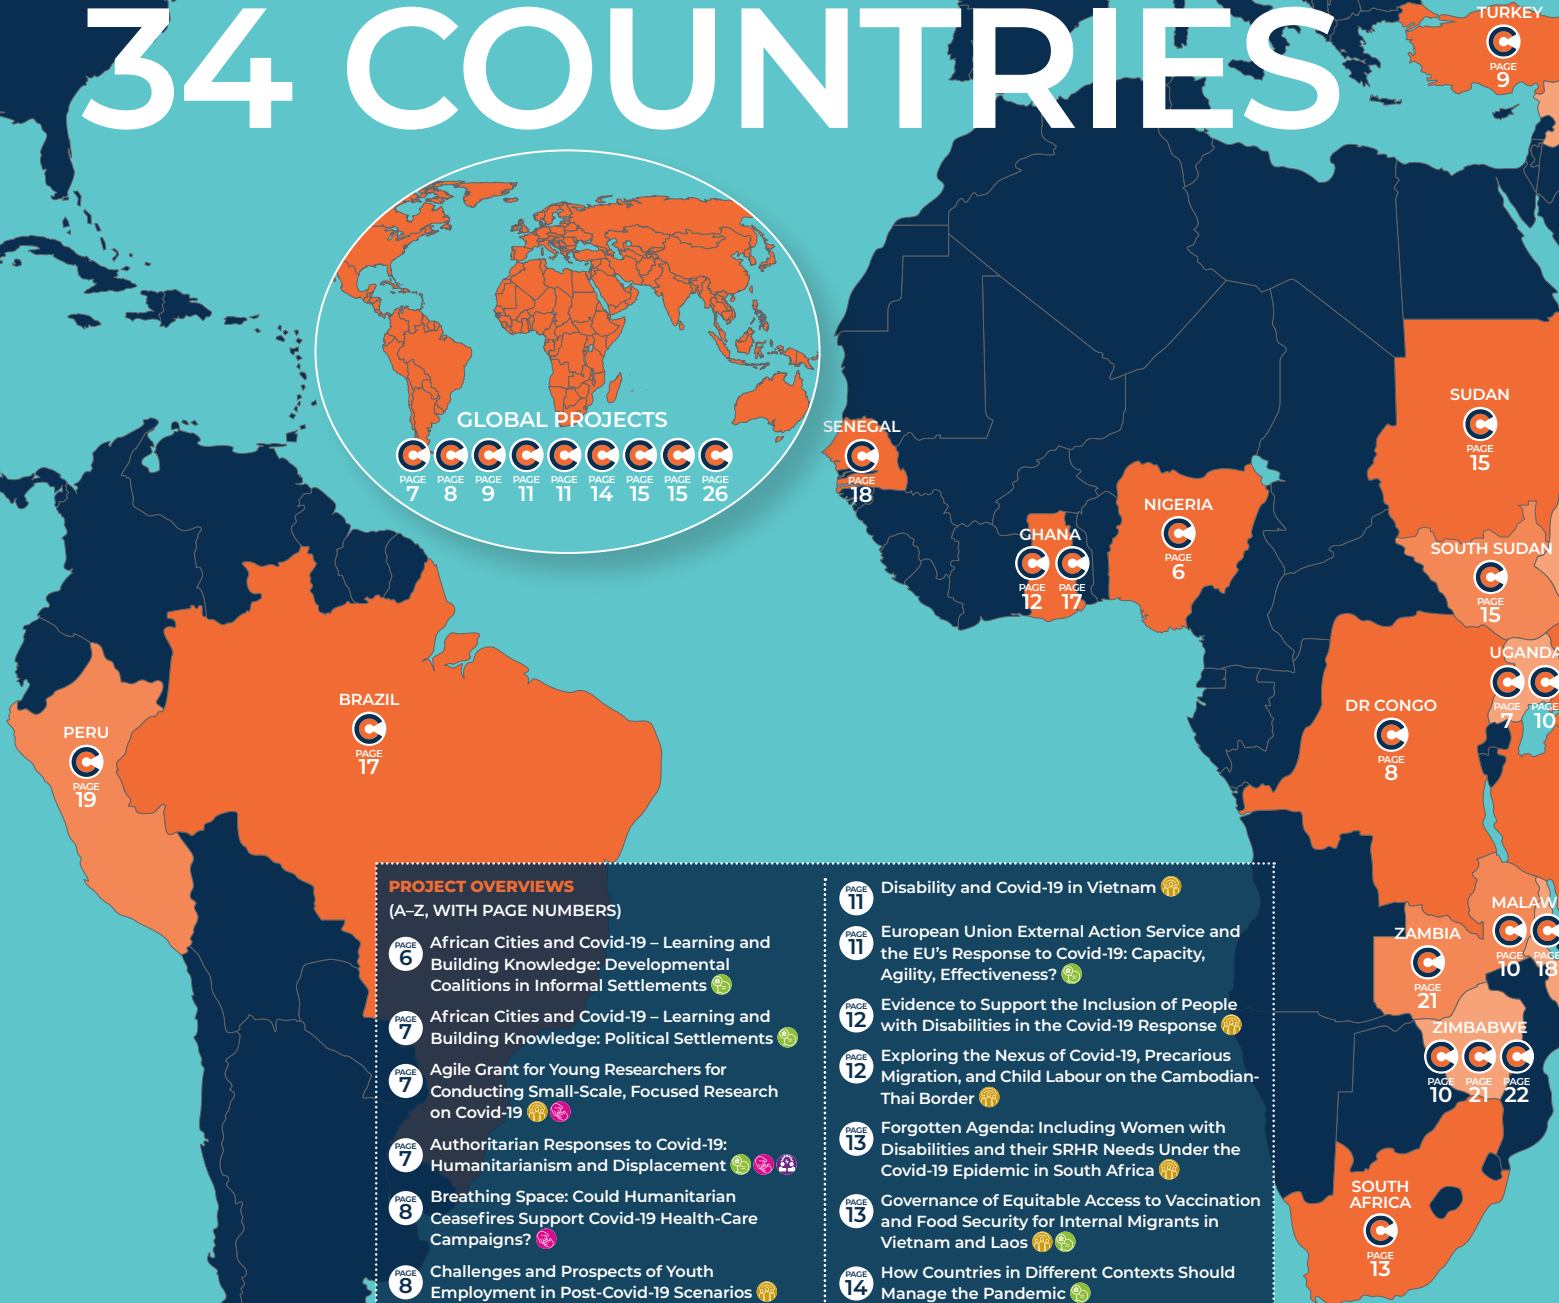 34 COUNTRIES
TURKEY
PAGE
9
GLOBAL PROJECTS
PAGE PAGE PAGE PAGE PAGE PAGE PAGE PAGE PAGE
7 8 9 11 11 14 15 15 26
SENEGAL
PAGE
18
GHANA
PAGE PAGE
12 17
NIGERIA
PAGE
6
SUDAN
PAGE
15
SOUTH SUDAN
PAGE
15
UGANDA
PAGE PAGE
7 10
DR CONGO
PAGE
8
BRAZIL
PAGE
17
PERU
PAGE
19
MALAWI
PAGE PAGE
10 18
ZAMBIA
PAGE
21
ZIMBABWE
PAGE PAGE PAGE
10 21 22
SOUTH
AFRICA
PAGE
13
PROJECT OVERVIEWS
(A–Z, WITH PAGE NUMBERS)
PAGE
6
African Cities and Covid-19 – Learning and
Building Knowledge: Developmental
Coalitions in Informal Settlements
PAGE
7
African Cities and Covid-19 – Learning and
Building Knowledge: Political Settlements
PAGE
7
Agile Grant for Young Researchers for
Conducting Small-Scale, Focused Research
on Covid-19
PAGE
7
Authoritarian Responses to Covid-19:
Humanitarianism and Displacement
PAGE
8
Breathing Space: Could Humanitarian
Ceasefires Support Covid-19 Health-Care
Campaigns?
PAGE
8
Challenges and Prospects of Youth
Employment in Post-Covid-19 Scenarios
PAGE
11
Disability and Covid-19 in Vietnam
PAGE
11
European Union External Action Service and
the EU's Response to Covid-19: Capacity,
Agility, Effectiveness?
PAGE
12
Evidence to Support the Inclusion of People
with Disabilities in the Covid-19 Response
PAGE
12
Exploring the Nexus of Covid-19, Precarious
Migration, and Child Labour on the Cambodian-
Thai Border
PAGE
13
Forgotten Agenda: Including Women with
Disabilities and their SRHR Needs Under the
Covid-19 Epidemic in South Africa
PAGE
13
Governance of Equitable Access to Vaccination
and Food Security for Internal Migrants in
Vietnam and Laos
PAGE
14
How Countries in Different Contexts Should
Manage the Pandemic